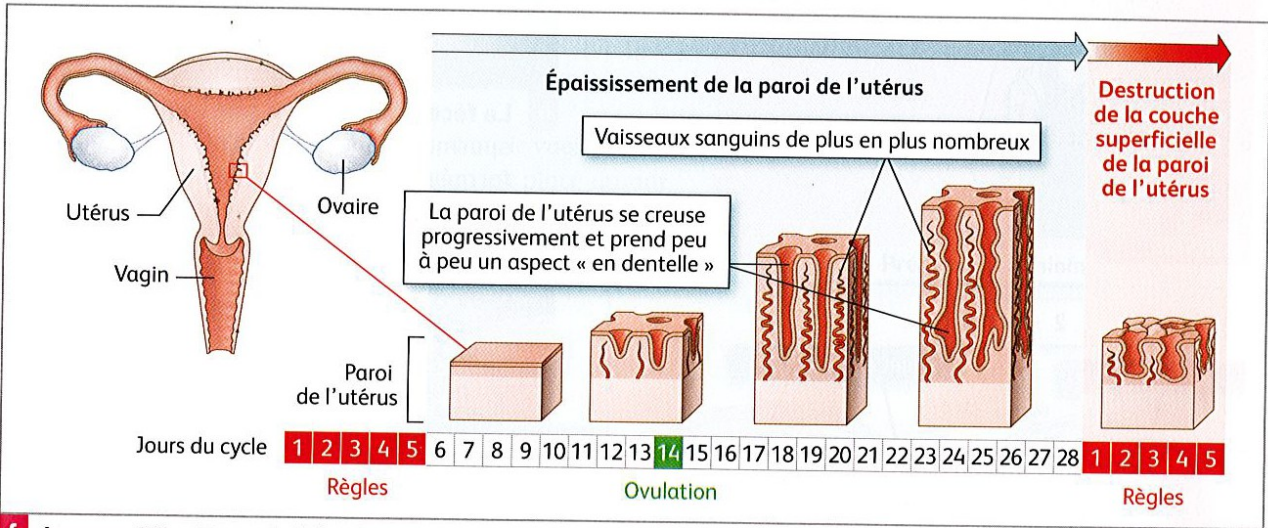 Épaississement de la paroi de l'utérus
Destruction
de la couche
superficielle
de la paroi
de l'utérus
Vaisseaux sanguins de plus en plus nombreux
La paroi de l'utérus se creuse
progressivement et prend peu
à peu un aspect « en dentelle »
Utérus
Ovaire
Vagin
Paroi
de l'utérus
Jours du cycle 1 2 3 4 5 6 7 8 9 10 11 12 13 14 15 16 17 18 19 20 21 22 23 24 25 26 27 28 1 2 3 4 5
Règles
Ovulation
Règles